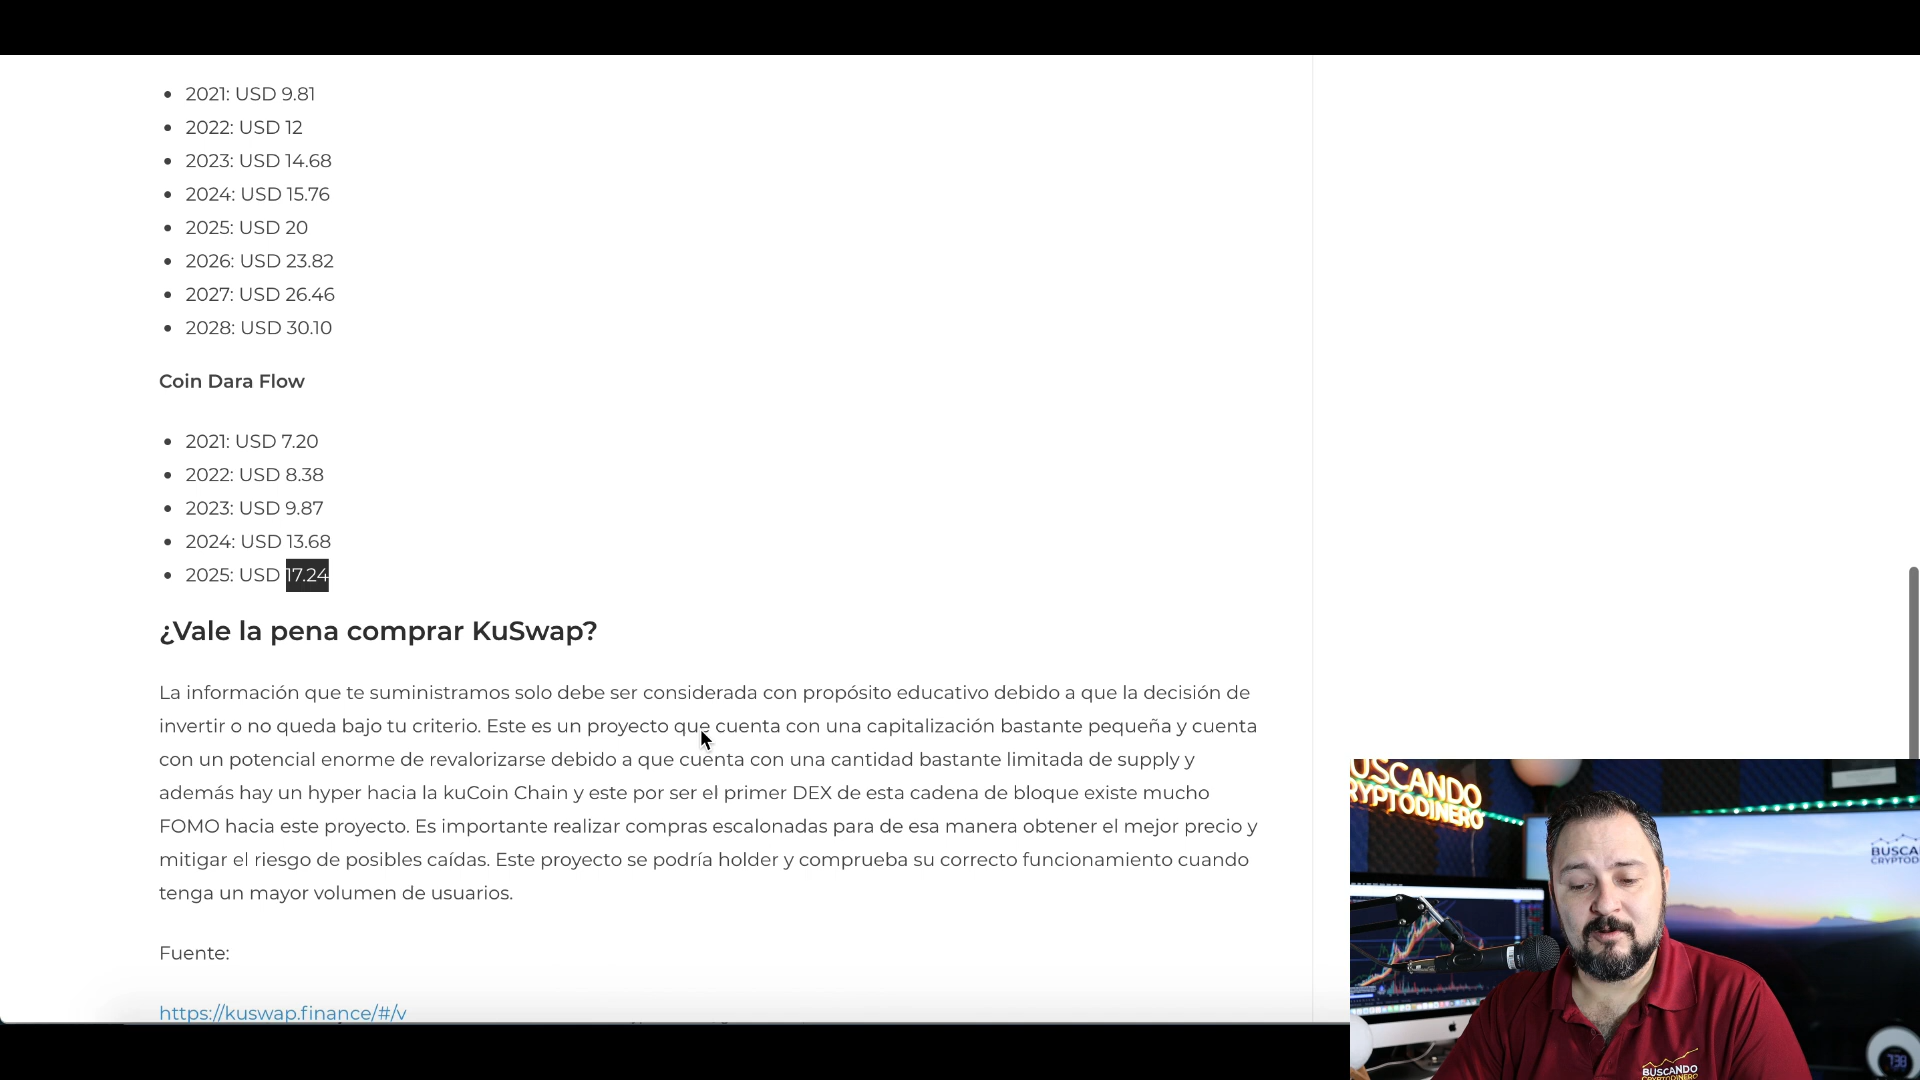 2021: USD 9.81
2022: USD 12
2023: USD 14.68
2024: USD 15.76
2025: USD 20
2026: USD 23.82
2027: USD 26.46
2028: USD 30.10
Coin Dara Flow
2021: USD 7.20
2022: USD 8.38
2023: USD 9.87
2024: USD 13.68
2025: USD 17.24
¿Vale la pena comprar KuSwap?
La información que te suministramos solo debe ser considerada con propósito educativo debido a que la decisión de
invertir o no queda bajo tu criterio. Este es un proyecto que cuenta con una capitalización bastante pequeña y cuenta
con un potencial enorme de revalorizarse debido a que cuenta con una cantidad bastante limitada de supply y
además hay un hyper hacia la kuCoin Chain y este por ser el primer DEX de esta cadena de bloque existe mucho
FOMO hacia este proyecto. Es importante realizar compras escalonadas para de esa manera obtener el mejor precio y
mitigar el riesgo de posibles caídas. Este proyecto se podría holder y comprueba su correcto funcionamiento cuando
tenga un mayor volumen de usuarios.
Fuente:
https://kuswap.finance/#/v
USCANDO
RYPTODINERO
BUSCA
CRYPTOD
BUSCANDO
CRYPTODINERO
738